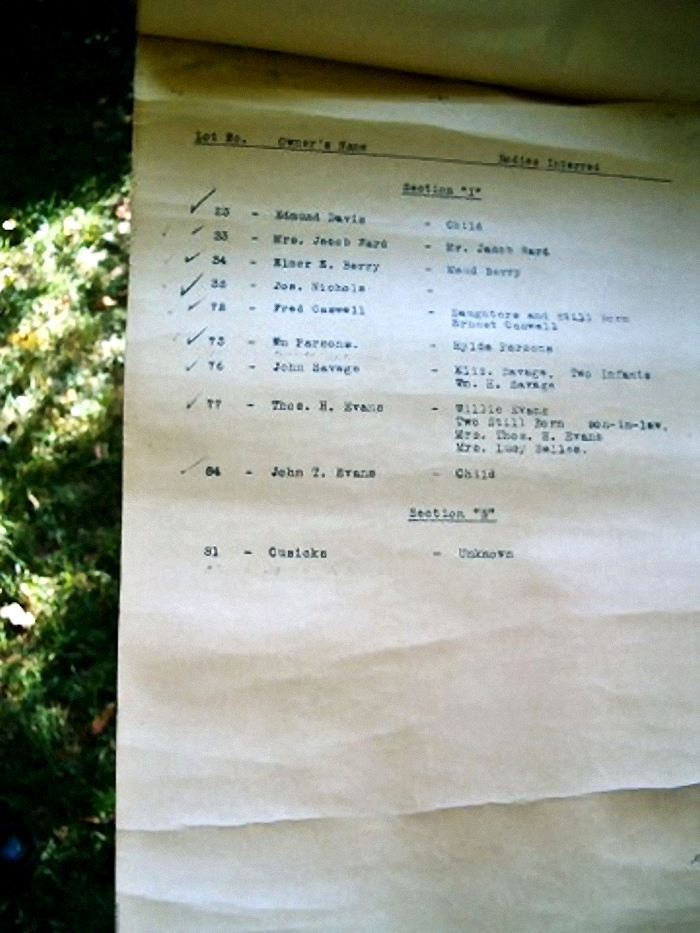 Lot No. Owner's Name Bodies Interred
Section "I"
23 - Edmund Davis - Child
33 - Mrs. Jacob Ward - Mr. Jacob Ward
34 - Elmer E. Berry - Maud Berry
Jos. Nichols -
72 - Fred Caswell - Daughters and Still Born
Ernest Caswell
73 - Wm Parsons. - Hylda Parsons
76 - John Savage - Eliz. Savage, Two Infants
Wm. H. Savage
77 - Thos. H. Evans - Willie Evans
Two Still Born son-in-law.
Mrs. Thos. H. Evans
Mrs. Lucy Belles.
84 - John T. Evans - Child
Section
81 - Cusicks - Unknown